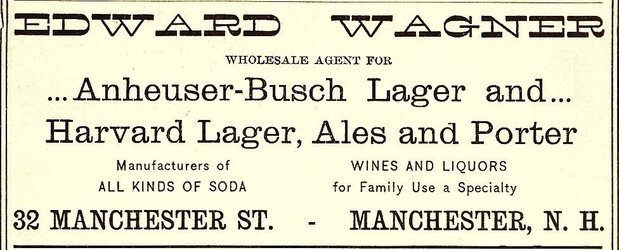 EDWARD WAGNER
WHOLESALE AGENT FOR
...Anheuser-Busch Lager and...
Harvard Lager, Ales and Porter
Manufacturers of
ALL KINDS OF SODA
WINES AND LIQUORS
for Family Use a Specialty
32 MANCHESTER ST. - MANCHESTER, N. H.